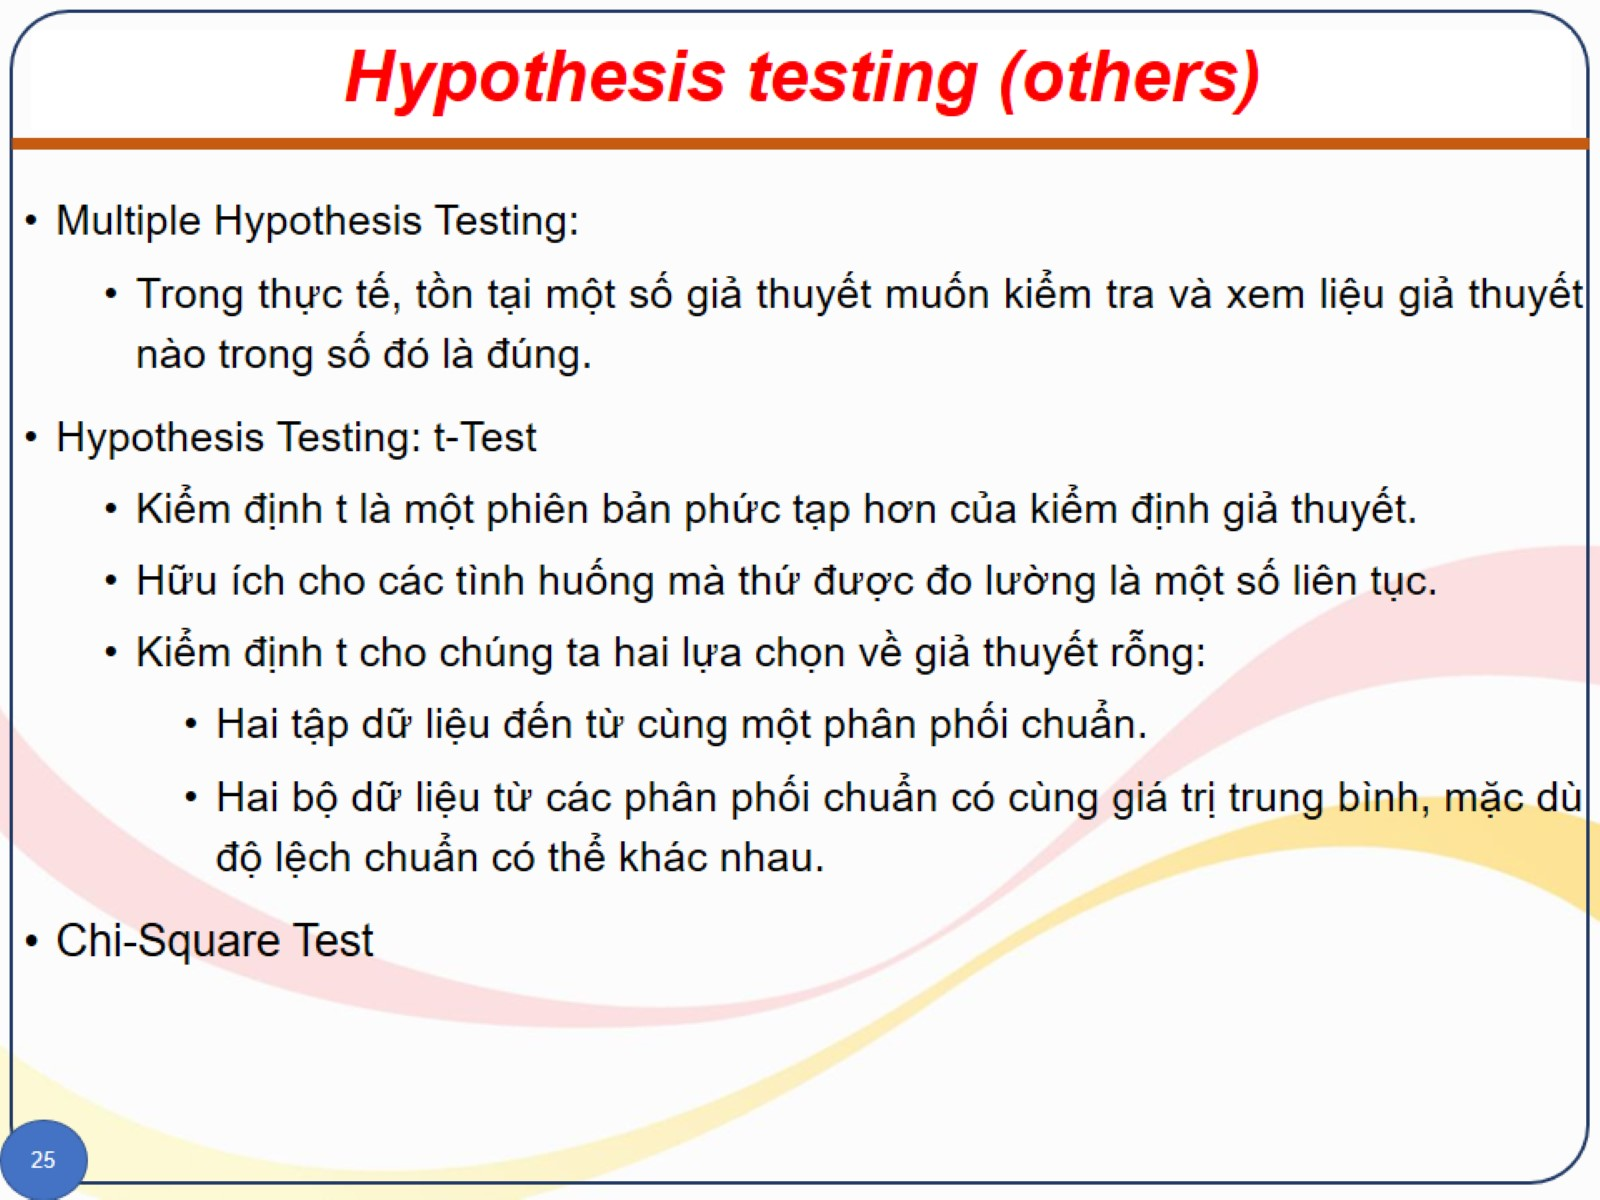 Hypothesis testing (others)
• Multiple Hypothesis Testing:
• Trong thực tế, tồn tại một số giả thuyết muốn kiểm tra và xem liệu giả thuyết
nào trong số đó là đúng.
• Hypothesis Testing: t-Test
• Kiểm định t là một phiên bản phức tạp hơn của kiểm định giả thuyết.
• Hữu ích cho các tình huống mà thứ được đo lường là một số liên tục.
• Kiểm định t cho chúng ta hai lựa chọn về giả thuyết rỗng:
• Hai tập dữ liệu đến từ cùng một phân phối chuẩn.
• Hai bộ dữ liệu từ các phân phối chuẩn có cùng giá trị trung bình, mặc dù
độ lệch chuẩn có thể khác nhau.
• Chi-Square Test
25